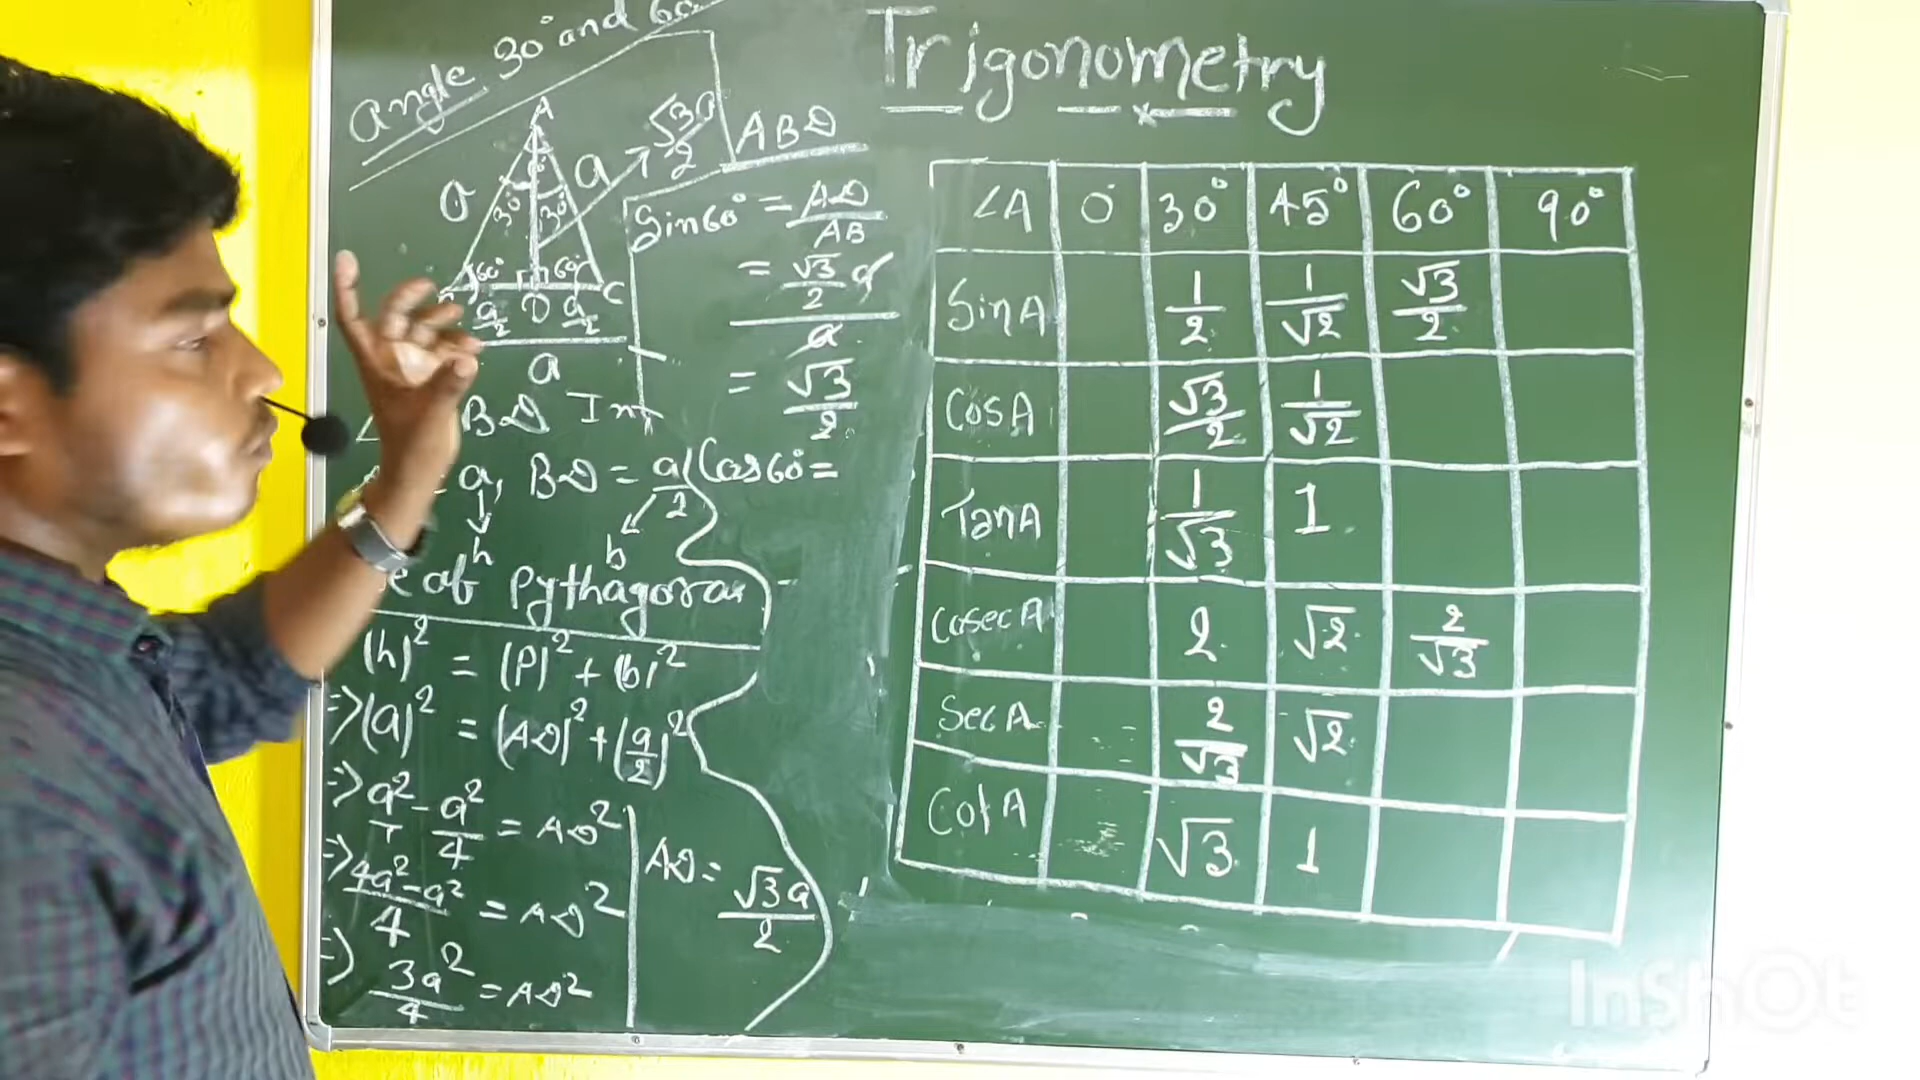 Angle 30° and 60
Trigonometry
A
a
a → √3a/2
30° 30°
60° 60°
D C
a/2 a/2
a
ABD
Sin60° = AD/AB
= √3/2 a
a
= √3/2
BD In
a, BD = a/2
h b
Cos60° =
of Pythagoras
(h)² = (P)² + (b)²
=> (a)² = (AD)² + (a/2)²
=> a²/1 - a²/4 = AD²
=> 4a²-a²/4 = AD²
=> 3a²/4 = AD²
AD = √3a/2
∠A 0° 30° 45° 60° 90°
SinA 1/2 1/√2 √3/2
CosA √3/2 1/√2
TanA 1/√3 1
CosecA 2 √2 2/√3
SecA 2/√3 √2
CotA √3 1
InShOt